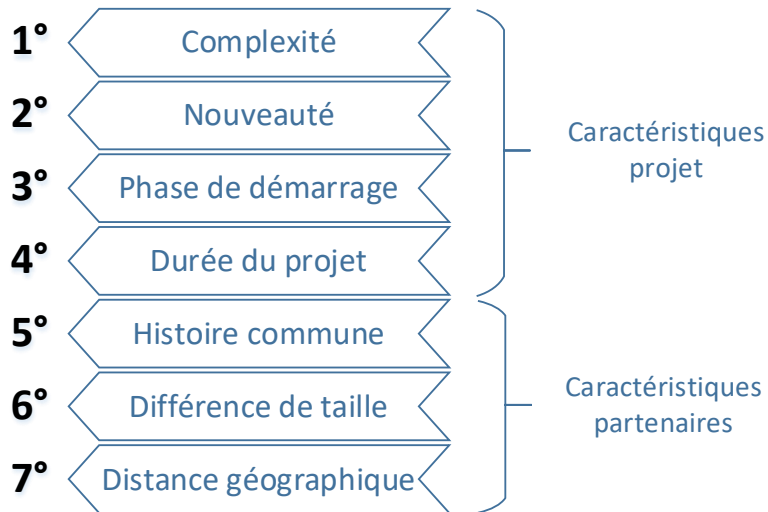 1° Complexité
2° Nouveauté
3° Phase de démarrage
4° Durée du projet
5° Histoire commune
6° Différence de taille
7° Distance géographique
Caractéristiques
projet
Caractéristiques
partenaires